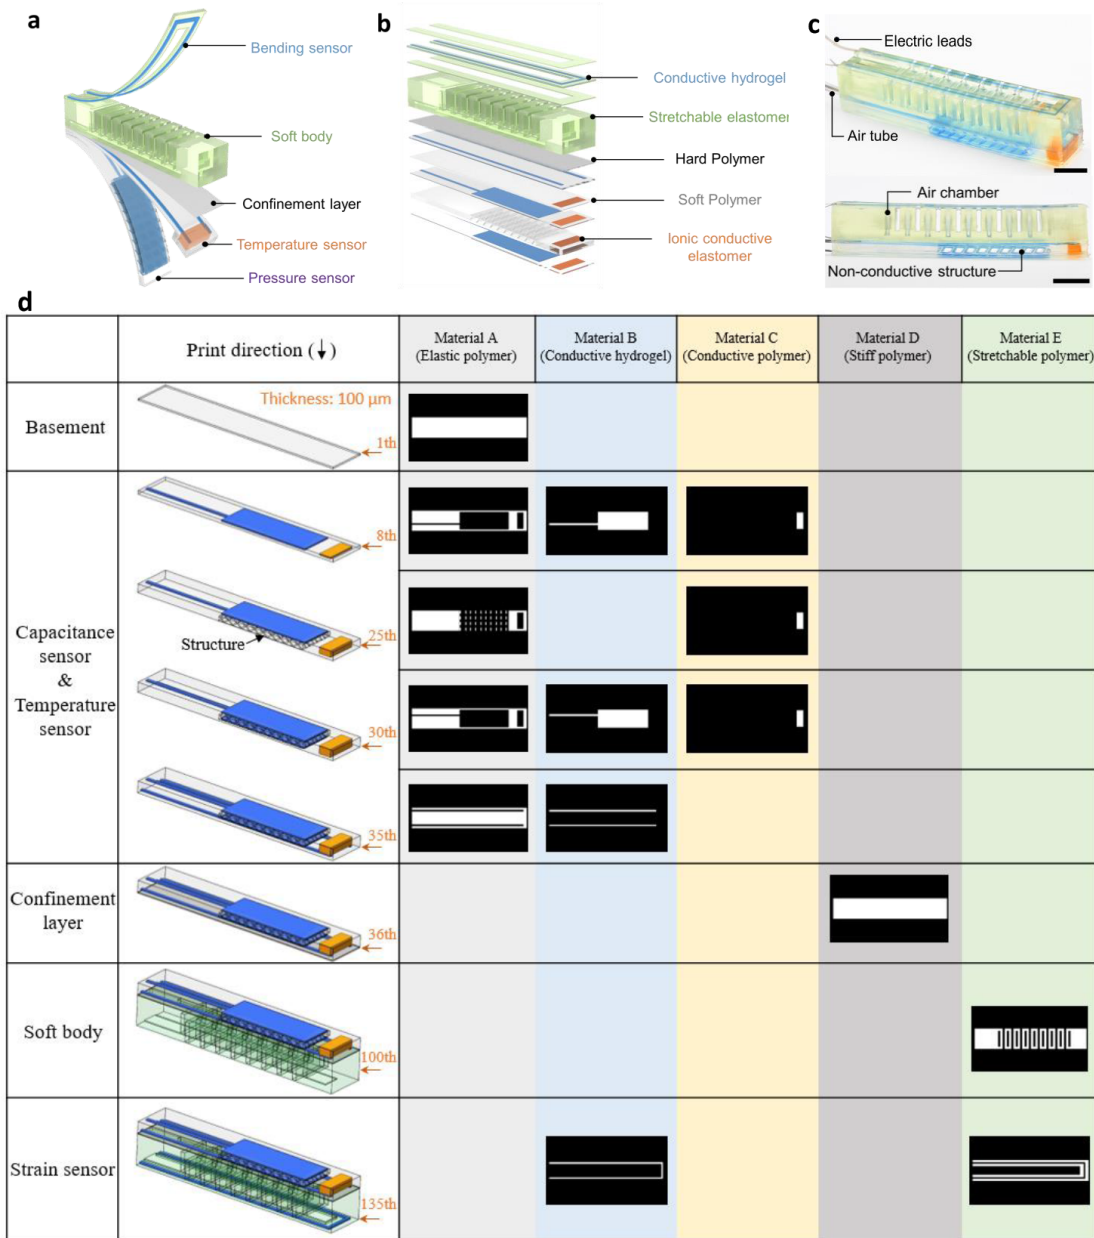 a
Bending sensor
Soft body
Confinement layer
Temperature sensor
Pressure sensor
b
Conductive hydrogel
Stretchable elastomer
Hard Polymer
Soft Polymer
Ionic conductive
elastomer
c
Electric leads
Air tube
Air chamber
Non-conductive structure
d
Print direction (↓)
Material A
(Elastic polymer)
Material B
(Conductive hydrogel)
Material C
(Conductive polymer)
Material D
(Stiff polymer)
Material E
(Stretchable polymer)
Basement
Thickness: 100 μm
1th
Capacitance
sensor
&
Temperature
sensor
8th
Structure
25th
30th
35th
Confinement
layer
36th
Soft body
100th
Strain sensor
135th